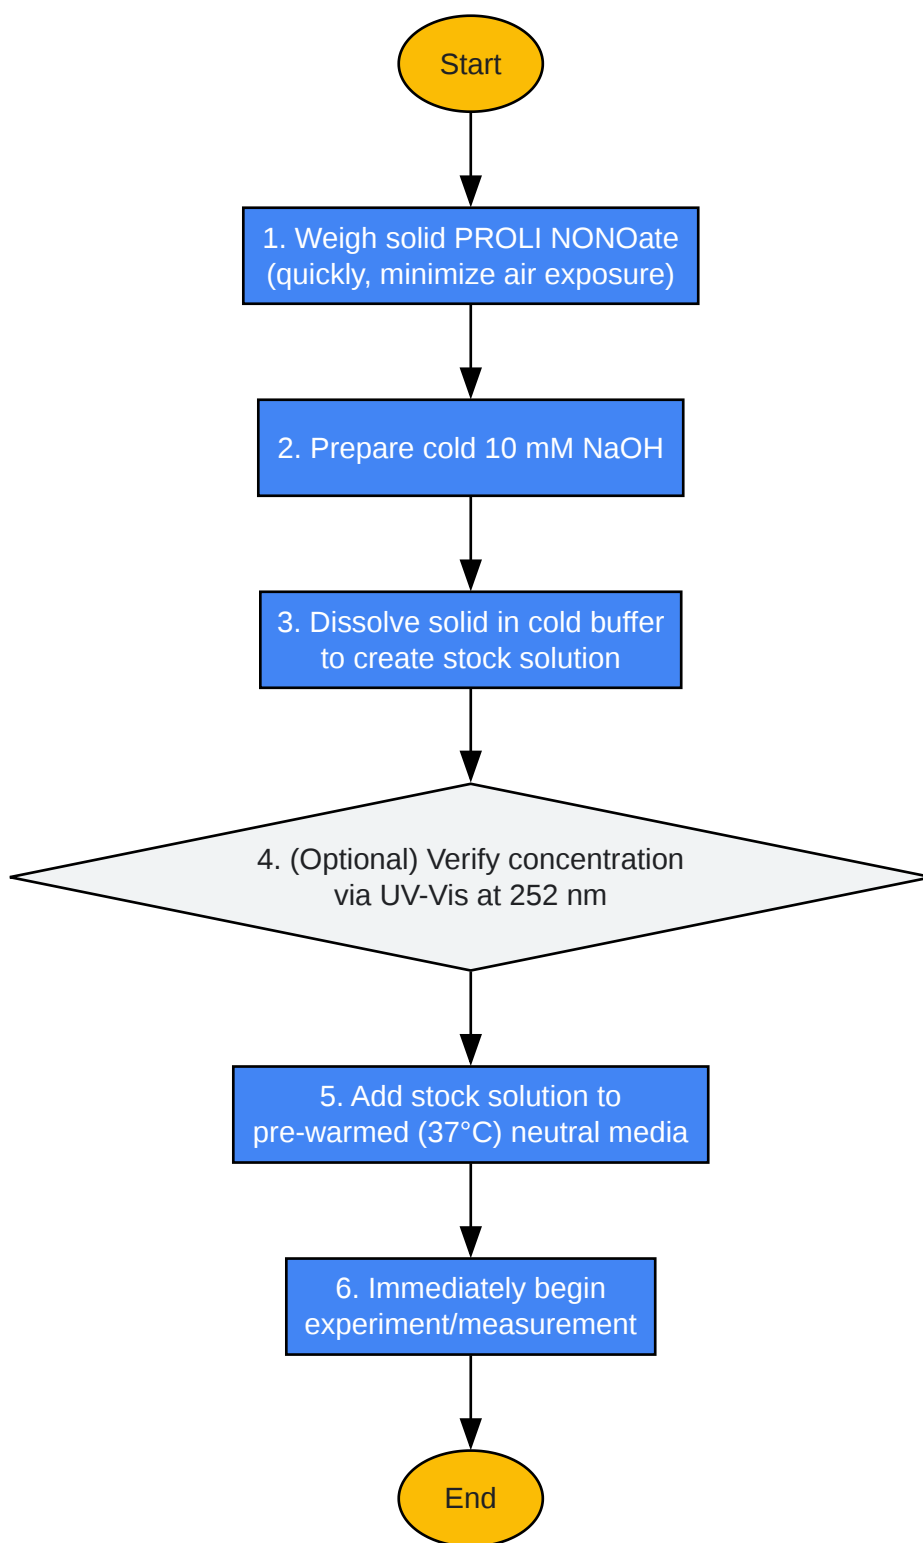 Start
1. Weigh solid PROLI NONOate
(quickly, minimize air exposure)
2. Prepare cold 10 mM NaOH
3. Dissolve solid in cold buffer
to create stock solution
4. (Optional) Verify concentration
via UV-Vis at 252 nm
5. Add stock solution to
pre-warmed (37°C) neutral media
6. Immediately begin
experiment/measurement
End